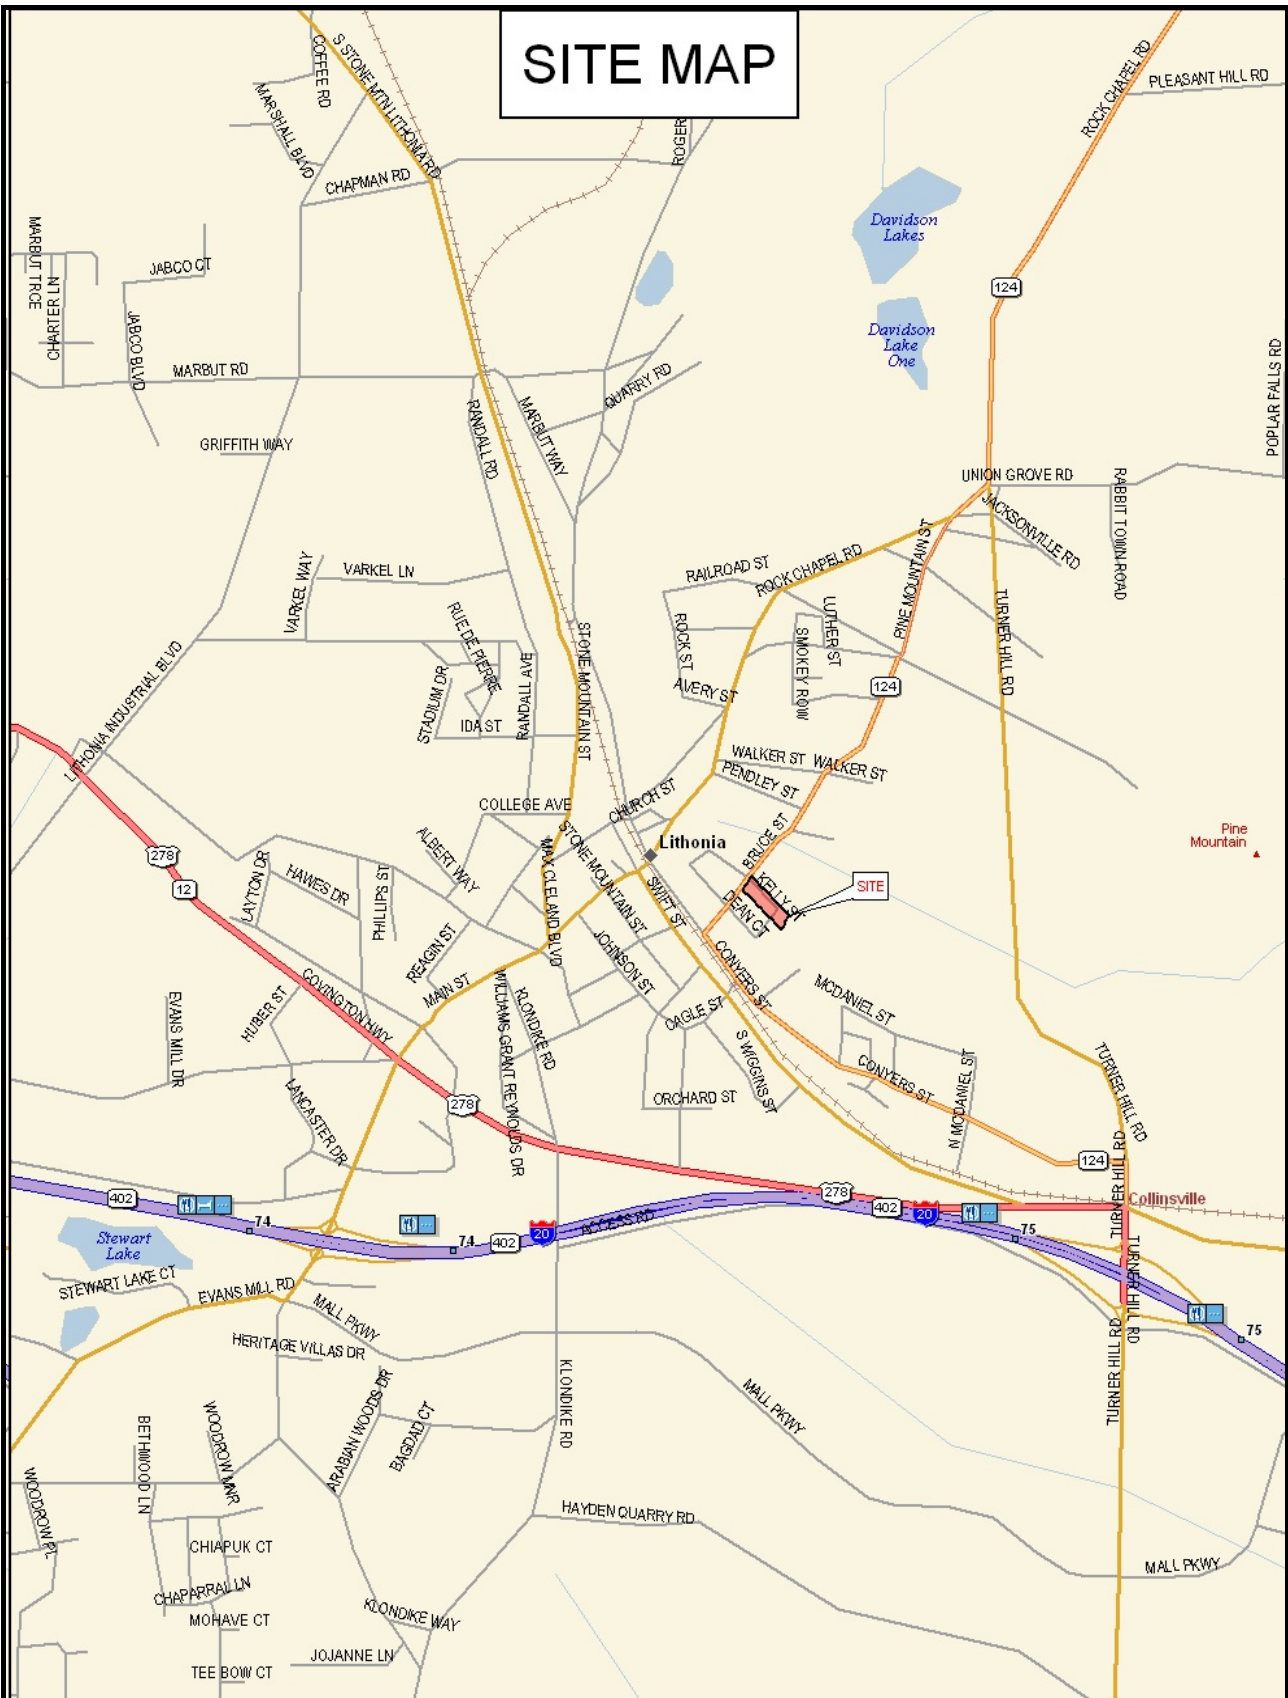 SITE MAP
COFFEE RD
S STONE MTN LITHONIA RD
MARSHALL BLVD
CHAPMAN RD
ROGER
ROCK CHAPEL RD
PLEASANT HILL RD
MARBUT TRCE
CHARTER LN
JABCO CT
JABCO BLVD
MARBUT RD
Davidson
Lakes
124
Davidson
Lake
One
QUARRY RD
POPLAR FALLS RD
RANDALL RD
MARBUT WAY
GRIFFITH WAY
UNION GROVE RD
JACKSONVILLE RD
RABBIT TOWN ROAD
VARKEL WAY
VARKEL LN
RAILROAD ST
ROCK CHAPEL RD
PINE MOUNTAIN ST
RUE DE PIERRE
STONE MOUNTAIN ST
ROCK ST
LUTHER ST
SMOKEY ROW
TURNER HILL RD
LITHONIA INDUSTRIAL BLVD
STADIUM DR
RANDALL AVE
IDA ST
AVERY ST
124
WALKER ST
WALKER ST
PENDLEY ST
COLLEGE AVE
CHURCH ST
ALBERT WAY
MAX CLELAND BLVD
STONE MOUNTAIN ST
Lithonia
BRUCE ST
Pine
Mountain
278
12
LAYTON DR
HAWES DR
PHILLIPS ST
SWIFT ST
KELLY ST
DEAN CT
SITE
REAGIN ST
JOHNSON ST
CONYERS ST
COVINGTON HWY
MAIN ST
WILLIAMS GRANT REYNOLDS DR
KLONDIKE RD
MCDANIEL ST
EVANS MILL DR
HUBER ST
CAGLE ST
S WIGGINS ST
CONYERS ST
N MCDANIEL ST
TURNER HILL RD
LANCASTER DR
278
ORCHARD ST
124
TURNER HILL RD
402
278
402
20
Collinsville
74
74
402
20
ACCESS RD
75
Stewart
Lake
STEWART LAKE CT
EVANS MILL RD
MALL PKWY
TURNER HILL RD
75
HERITAGE VILLAS DR
TURNER HILL RD
KLONDIKE RD
ARABIAN WOODS DR
BAGDAD CT
MALL PKWY
BETHWOOD LN
WOODROW MNR
WOODROW PL
HAYDEN QUARRY RD
CHIAPUK CT
MALL PKWY
CHAPARRAL LN
MOHAVE CT
KLONDIKE WAY
JOJANNE LN
TEE BOW CT